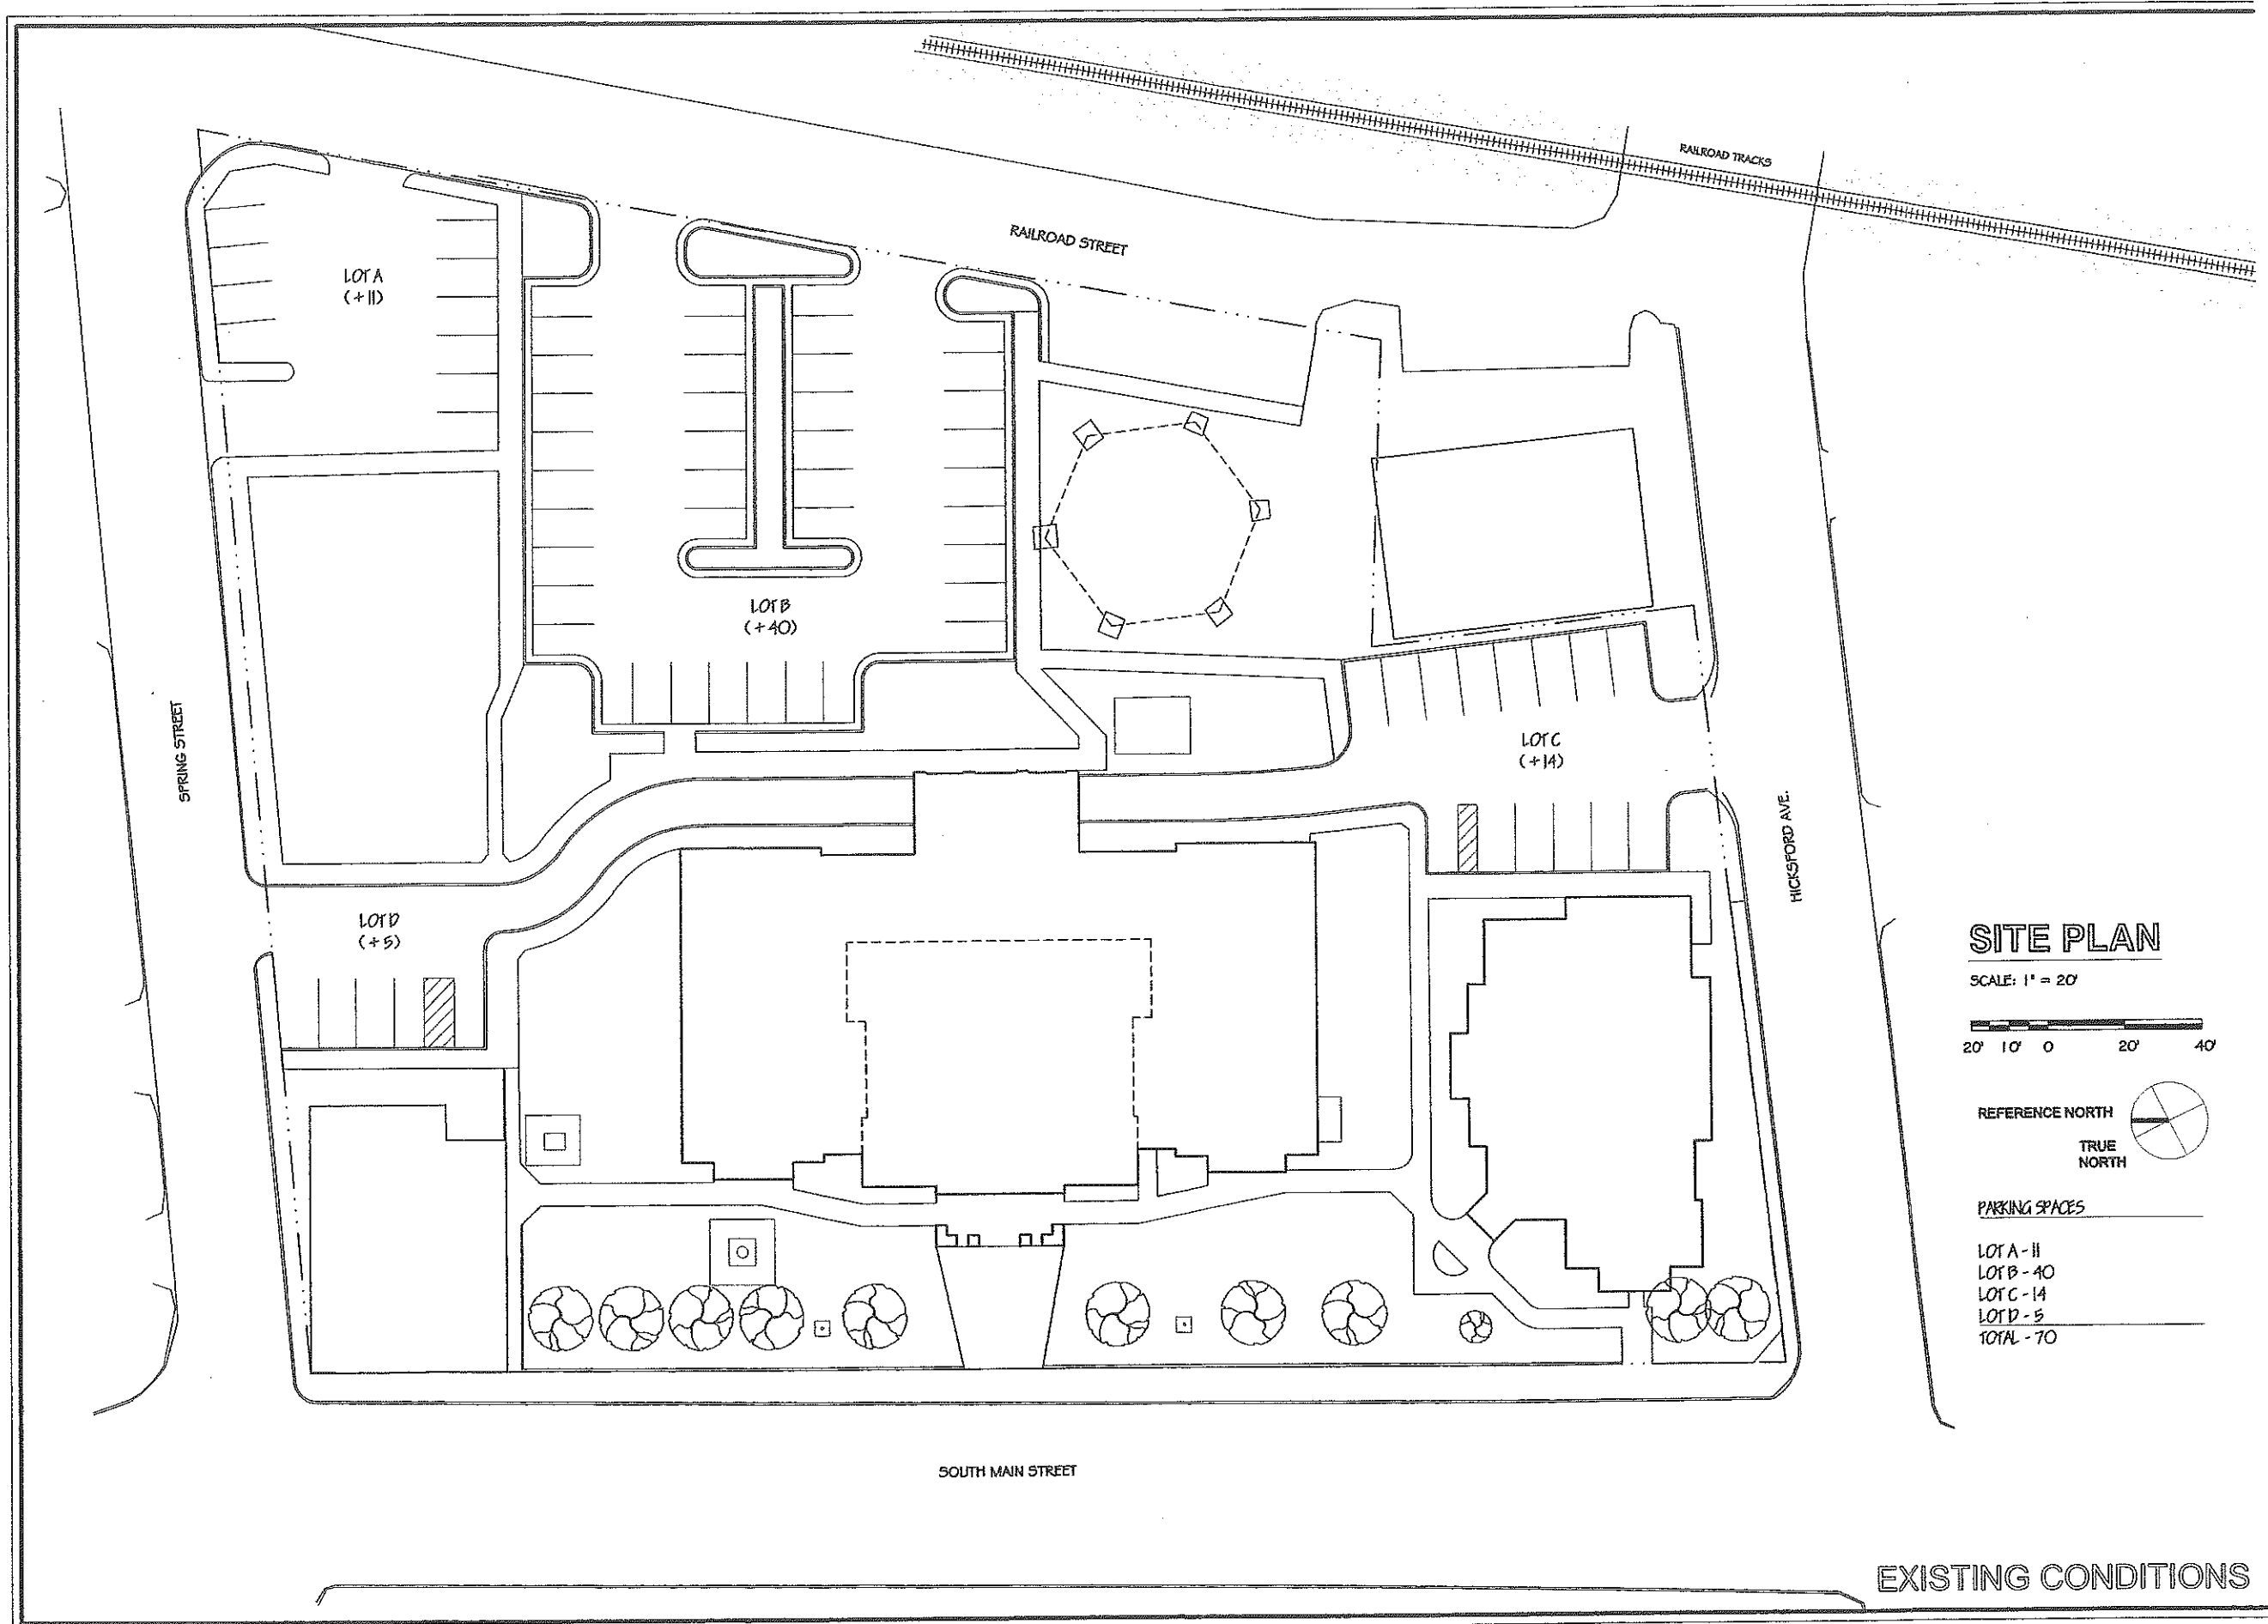 RAILROAD TRACKS
RAILROAD STREET
LOT A
(+11)
LOT B
(+40)
SPRING STREET
LOT C
(+14)
HICKSFORD AVE.
LOT D
(+5)
SITE PLAN
SCALE: 1" = 20'
20' 10' 0 20' 40'
REFERENCE NORTH
TRUE
NORTH
PARKING SPACES
LOT A - 11
LOT B - 40
LOT C - 14
LOT D - 5
TOTAL - 70
SOUTH MAIN STREET
EXISTING CONDITIONS